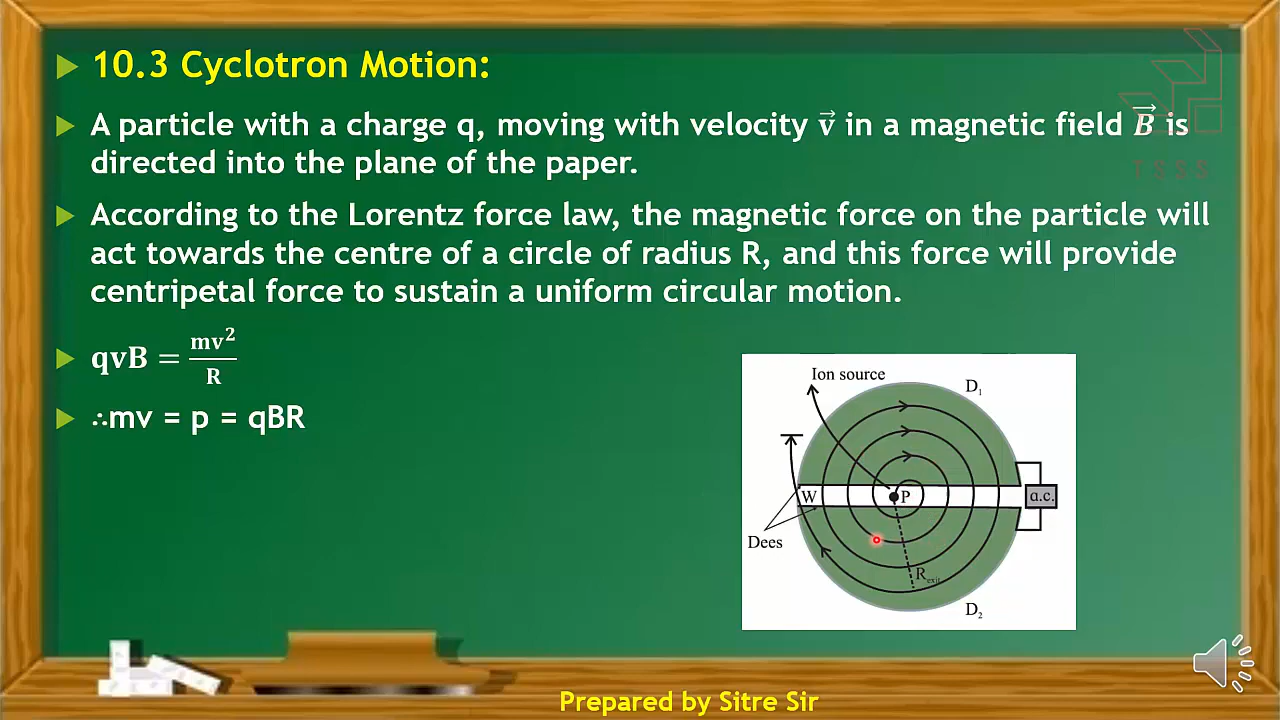 10.3 Cyclotron Motion:
A particle with a charge q, moving with velocity v⃗ in a magnetic field B⃗ is
directed into the plane of the paper.
T S S S
According to the Lorentz force law, the magnetic force on the particle will
act towards the centre of a circle of radius R, and this force will provide
centripetal force to sustain a uniform circular motion.
qvB = mv²/R
∴mv = p = qBR
Ion source
D₁
W
P
a.c.
Dees
R exit
D₂
Prepared by Sitre Sir